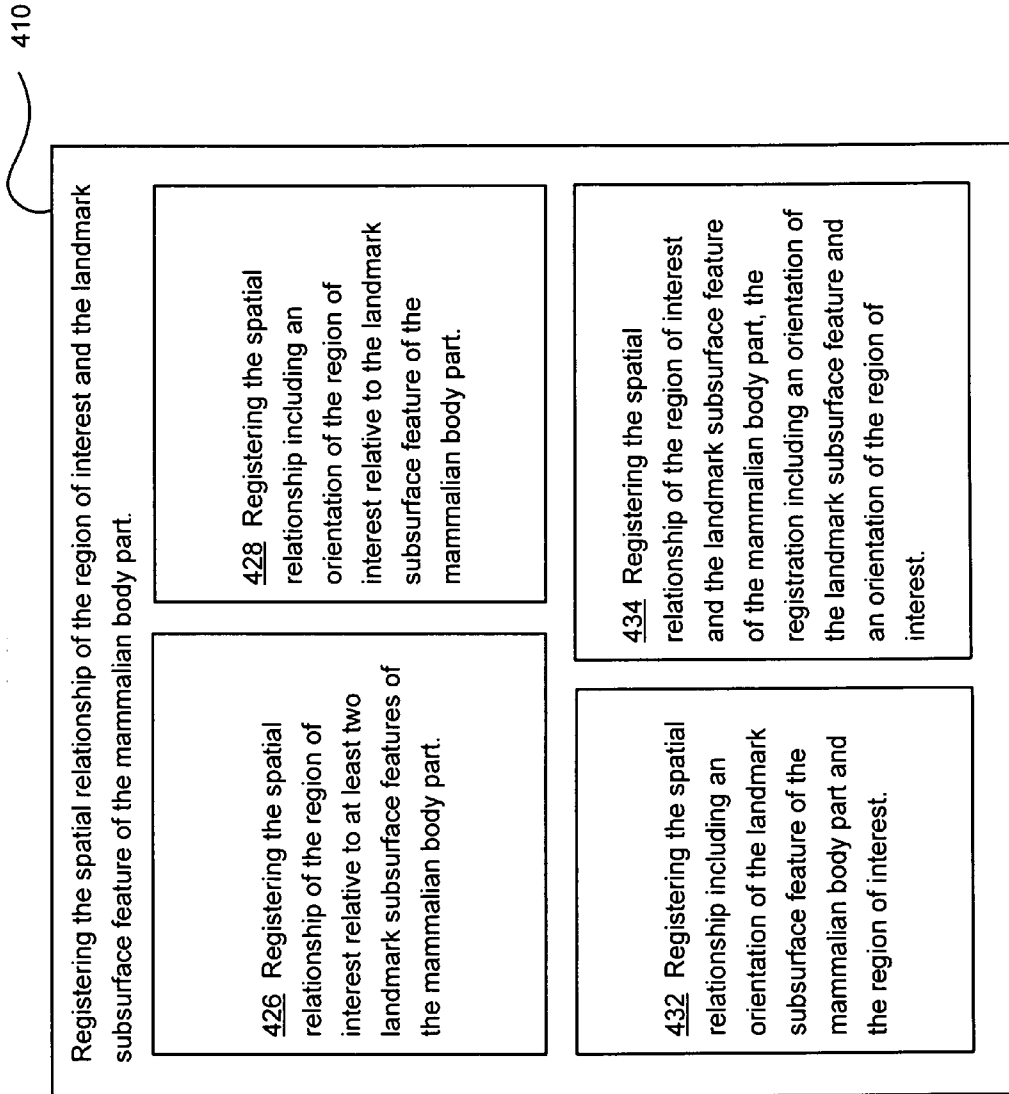 410
Registering the spatial relationship of the region of interest and the landmark
subsurface feature of the mammalian body part.
426 Registering the spatial
relationship of the region of
interest relative to at least two
landmark subsurface features of
the mammalian body part.
428 Registering the spatial
relationship including an
orientation of the region of
interest relative to the landmark
subsurface feature of the
mammalian body part.
432 Registering the spatial
relationship including an
orientation of the landmark
subsurface feature of the
mammalian body part and
the region of interest.
434 Registering the spatial
relationship of the region of interest
and the landmark subsurface feature
of the mammalian body part, the
registration including an orientation of
the landmark subsurface feature and
an orientation of the region of
interest.